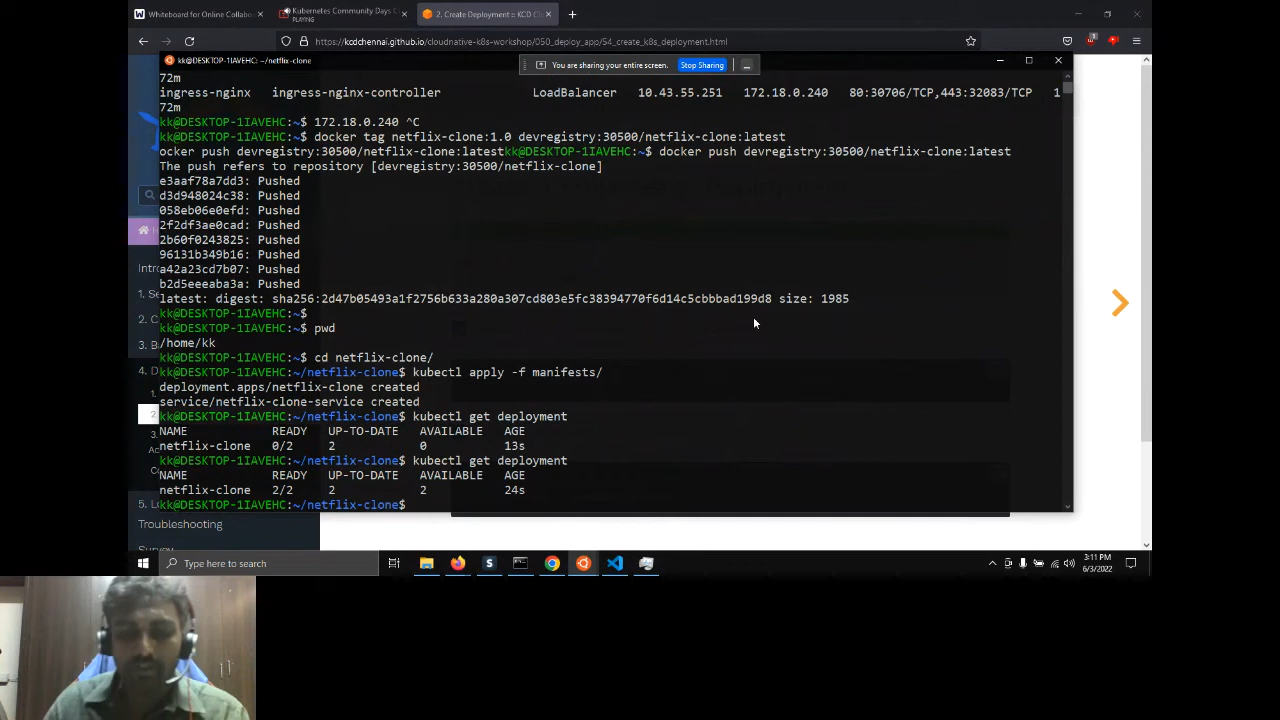 Whiteboard for Online Collabo
Kubernetes Community Days C
PLAYING
2. Create Deployment :: KCD C
https://kcdchennai.github.io/cloudnative-k8s-workshop/050_deploy_app/54_create_k8s_deployment.html
kk@DESKTOP-1IAVEHC: ~/netflix-clone
You are sharing your entire screen.
Stop Sharing
72m
ingress-nginx ingress-nginx-controller LoadBalancer 10.43.55.251 172.18.0.240 80:30706/TCP,443:32083/TCP 1
72m
kk@DESKTOP-1IAVEHC:~$ 172.18.0.240 ^C
kk@DESKTOP-1IAVEHC:~$ docker tag netflix-clone:1.0 devregistry:30500/netflix-clone:latest
ocker push devregistry:30500/netflix-clone:latestkk@DESKTOP-1IAVEHC:~$ docker push devregistry:30500/netflix-clone:latest
The push refers to repository [devregistry:30500/netflix-clone]
e3aaf78a7dd3: Pushed
d3d948024c38: Pushed
058eb06e0efd: Pushed
2f2df3ae0cad: Pushed
2b60f0243825: Pushed
96131b349b16: Pushed
a42a23cd7b07: Pushed
b2d5eeeaba3a: Pushed
latest: digest: sha256:2d47b05493a1f2756b633a280a307cd803e5fc38394770f6d14c5cbbbad199d8 size: 1985
kk@DESKTOP-1IAVEHC:~$
kk@DESKTOP-1IAVEHC:~$ pwd
/home/kk
kk@DESKTOP-1IAVEHC:~$ cd netflix-clone/
kk@DESKTOP-1IAVEHC:~/netflix-clone$ kubectl apply -f manifests/
deployment.apps/netflix-clone created
service/netflix-clone-service created
kk@DESKTOP-1IAVEHC:~/netflix-clone$ kubectl get deployment
NAME READY UP-TO-DATE AVAILABLE AGE
netflix-clone 0/2 2 0 13s
kk@DESKTOP-1IAVEHC:~/netflix-clone$ kubectl get deployment
NAME READY UP-TO-DATE AVAILABLE AGE
netflix-clone 2/2 2 2 24s
kk@DESKTOP-1IAVEHC:~/netflix-clone$
Intro
1. Se
2. C
3. B
4. D
1.
2.
3.
Ac
C
5. L
Troubleshooting
Survey
Type here to search
3:11 PM
6/3/2022